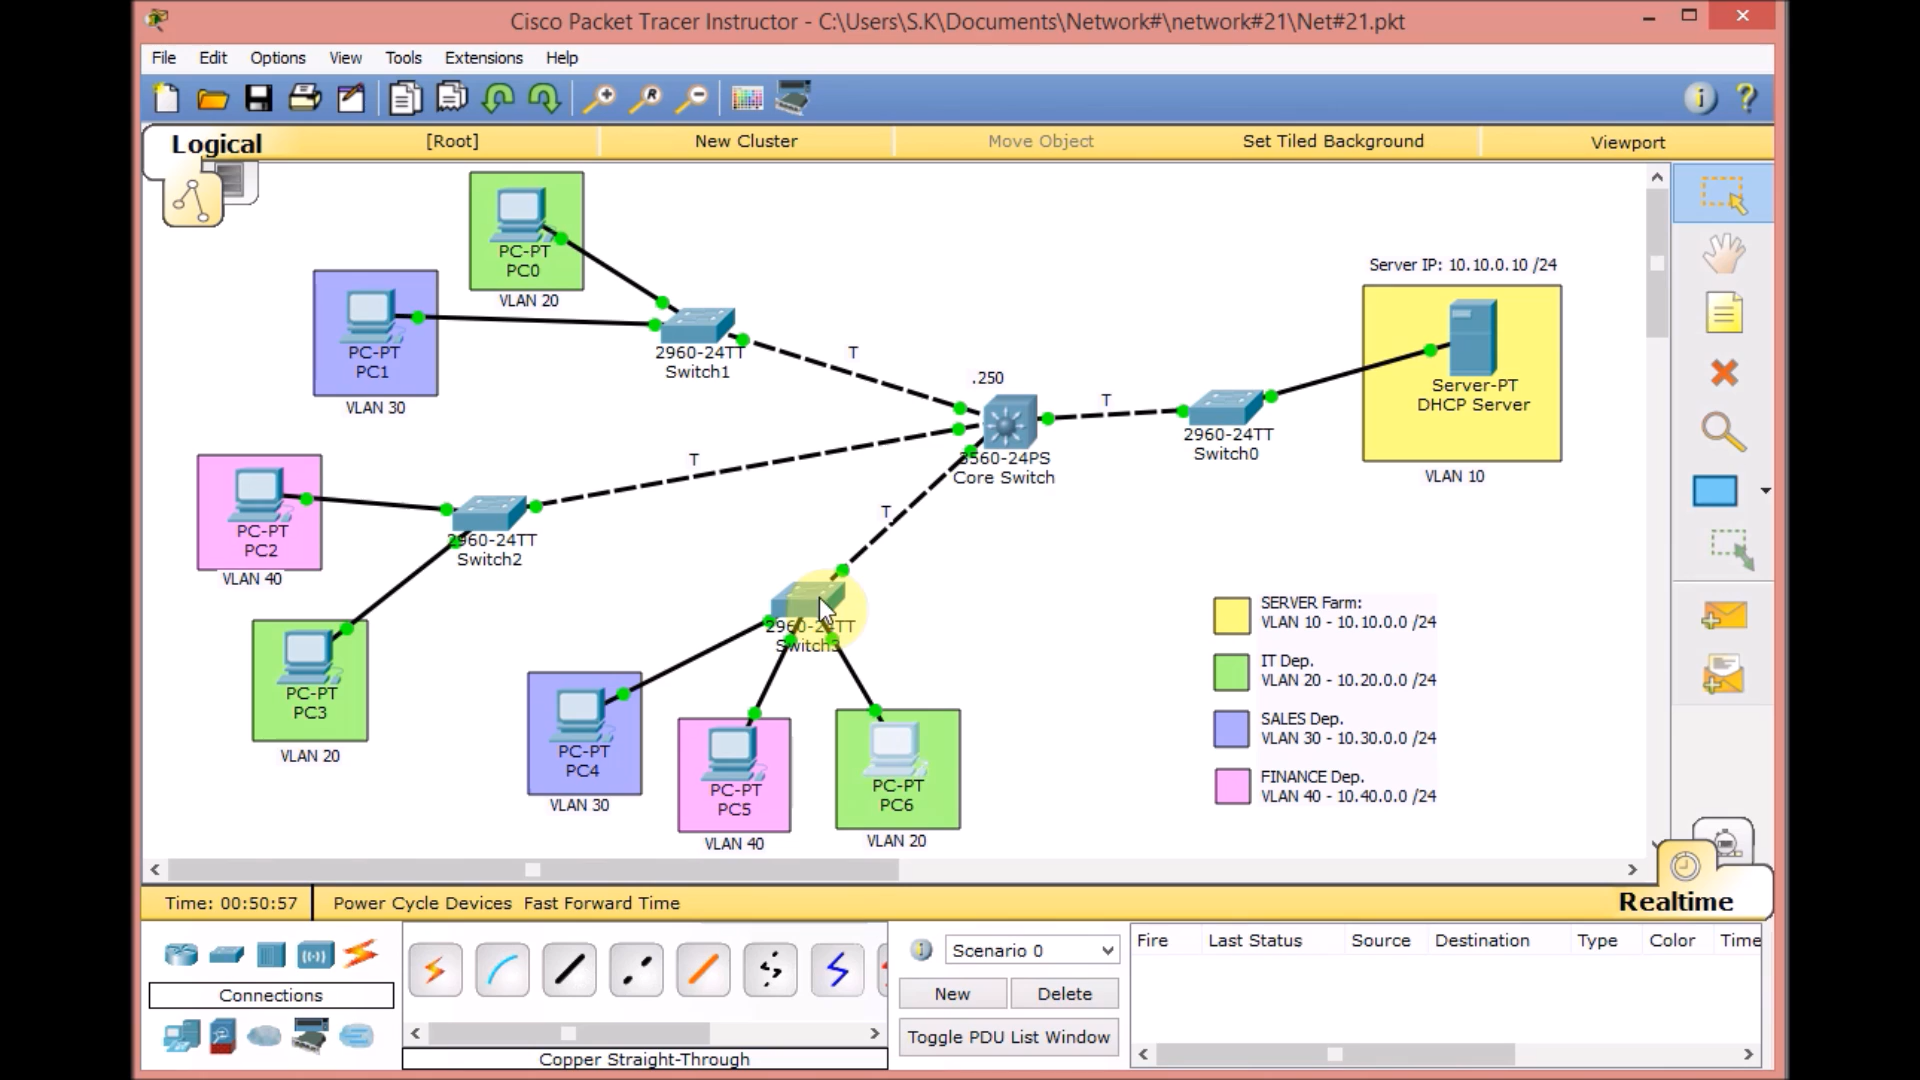 Cisco Packet Tracer Instructor - C:\Users\S.K\Documents\Network#\network#21\Net#21.pkt
File Edit Options View Tools Extensions Help
Logical
[Root]
New Cluster
Move Object
Set Tiled Background
Viewport
PC-PT
PC0
VLAN 20
PC-PT
PC1
VLAN 30
2960-24TT
Switch1
T
.250
3560-24PS
Core Switch
T
2960-24TT
Switch0
Server IP: 10.10.0.10 /24
Server-PT
DHCP Server
VLAN 10
PC-PT
PC2
VLAN 40
2960-24TT
Switch2
T
T
PC-PT
PC3
VLAN 20
2960-24TT
Switch3
PC-PT
PC4
VLAN 30
PC-PT
PC5
VLAN 40
PC-PT
PC6
VLAN 20
SERVER Farm:
VLAN 10 - 10.10.0.0 /24
IT Dep.
VLAN 20 - 10.20.0.0 /24
SALES Dep.
VLAN 30 - 10.30.0.0 /24
FINANCE Dep.
VLAN 40 - 10.40.0.0 /24
Time: 00:50:57
Power Cycle Devices Fast Forward Time
Realtime
Connections
Copper Straight-Through
Scenario 0
New
Delete
Toggle PDU List Window
Fire Last Status Source Destination Type Color Time